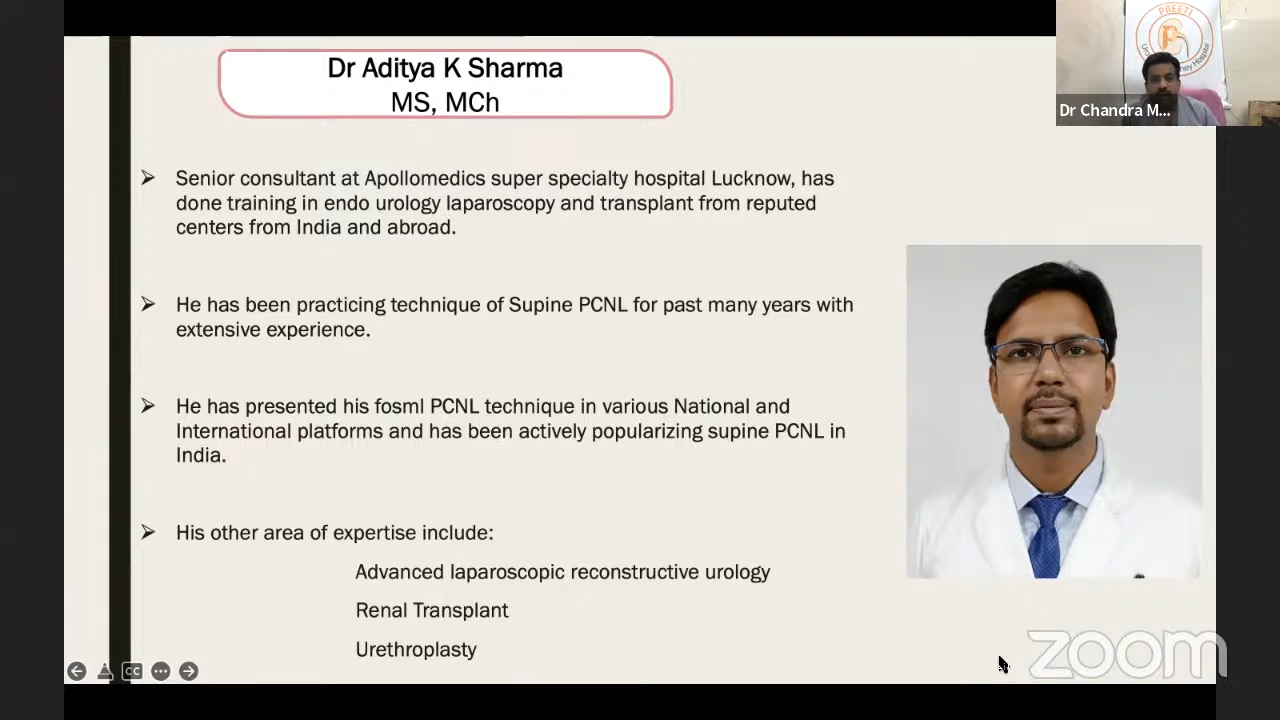 Dr Aditya K Sharma
MS, MCh
➢ Senior consultant at Apollomedics super specialty hospital Lucknow, has
done training in endo urology laparoscopy and transplant from reputed
centers from India and abroad.
➢ He has been practicing technique of Supine PCNL for past many years with
extensive experience.
➢ He has presented his fosml PCNL technique in various National and
International platforms and has been actively popularizing supine PCNL in
India.
➢ His other area of expertise include:
Advanced laparoscopic reconstructive urology
Renal Transplant
Urethroplasty
PREETI
Hospital
Dr Chandra M...
CC
zoom